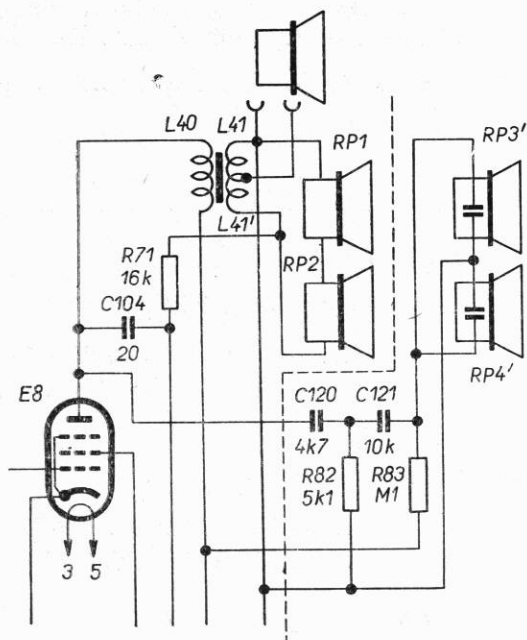 L40 L41
RP1
RP3'
L41'
R71
16k
RP2
C104
20
RP4'
E8
C120 C121
4k7 10k
R82 R83
5k1 M1
3 5